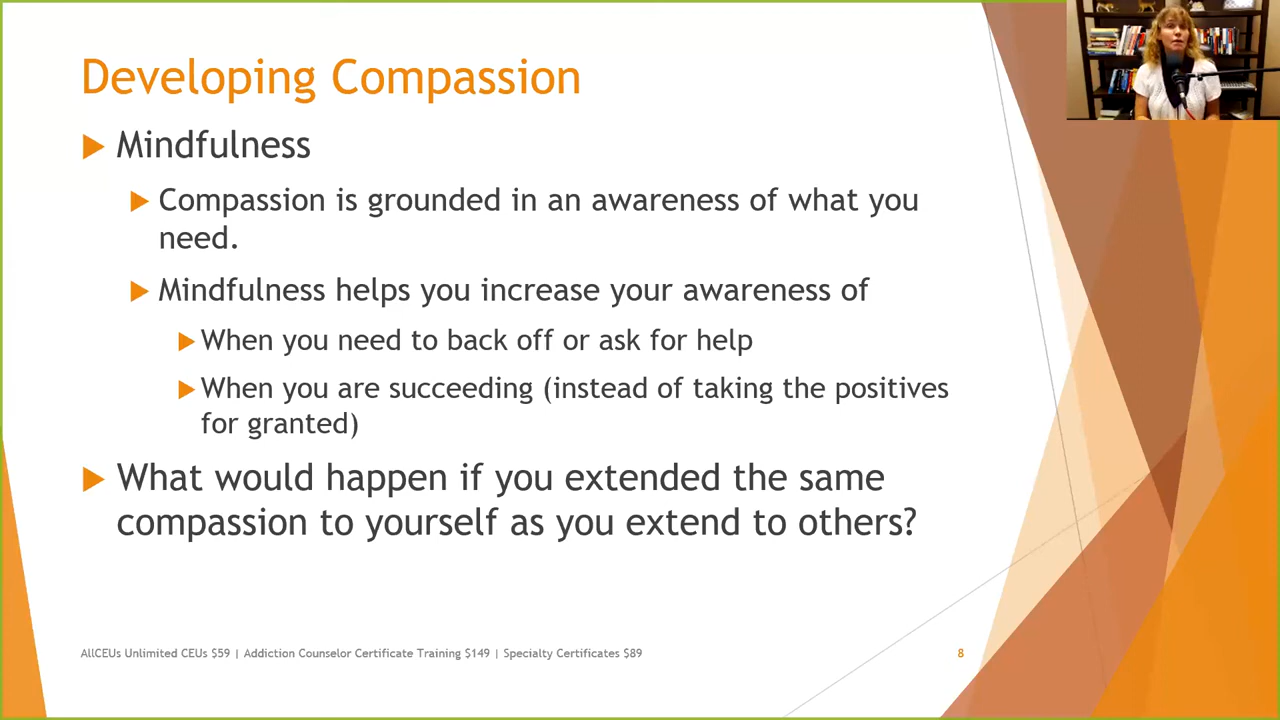 Developing Compassion
Mindfulness
Compassion is grounded in an awareness of what you
need.
Mindfulness helps you increase your awareness of
When you need to back off or ask for help
When you are succeeding (instead of taking the positives
for granted)
What would happen if you extended the same
compassion to yourself as you extend to others?
AllCEUs Unlimited CEUs $59 | Addiction Counselor Certificate Training $149 | Specialty Certificates $89
8